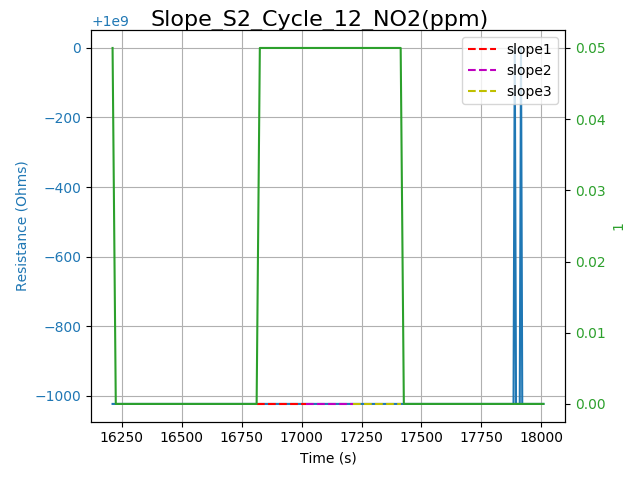 Slope_S2_Cycle_12_NO2(ppm)
+1e9
slope1
slope2
slope3
0
−200
−400
−600
−800
−1000
Resistance (Ohms)
0.05
0.04
0.03
0.02
0.01
0.00
1
16250 16500 16750 17000 17250 17500 17750 18000
Time (s)